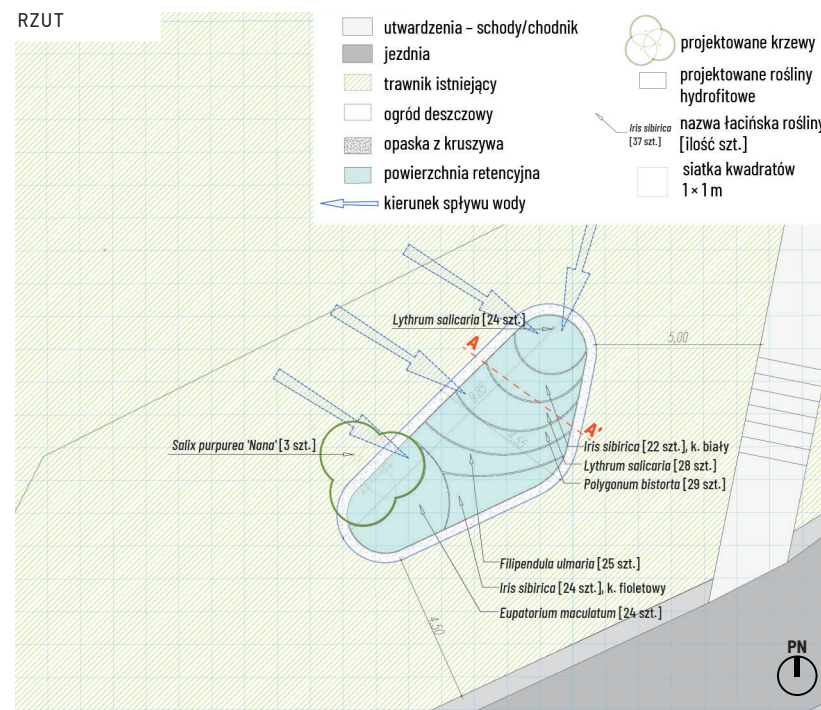 RZUT
utwardzenia – schody/chodnik
jezdnia
trawnik istniejący
ogród deszczowy
opaska z kruszywa
powierzchnia retencyjna
kierunek spływu wody
projektowane krzewy
projektowane rośliny
hydrofitowe
Iris sibirica
[37 szt.]
nazwa łacińska rośliny
[ilość szt.]
siatka kwadratów
1 × 1 m
Lythrum salicaria [24 szt.]
A
5,00
9,85
A'
Salix purpurea 'Nana' [3 szt.]
Iris sibirica [22 szt.], k. biały
Lythrum salicaria [28 szt.]
Polygonum bistorta [29 szt.]
Filipendula ulmaria [25 szt.]
Iris sibirica [24 szt.], k. fioletowy
Eupatorium maculatum [24 szt.]
4,50
PN